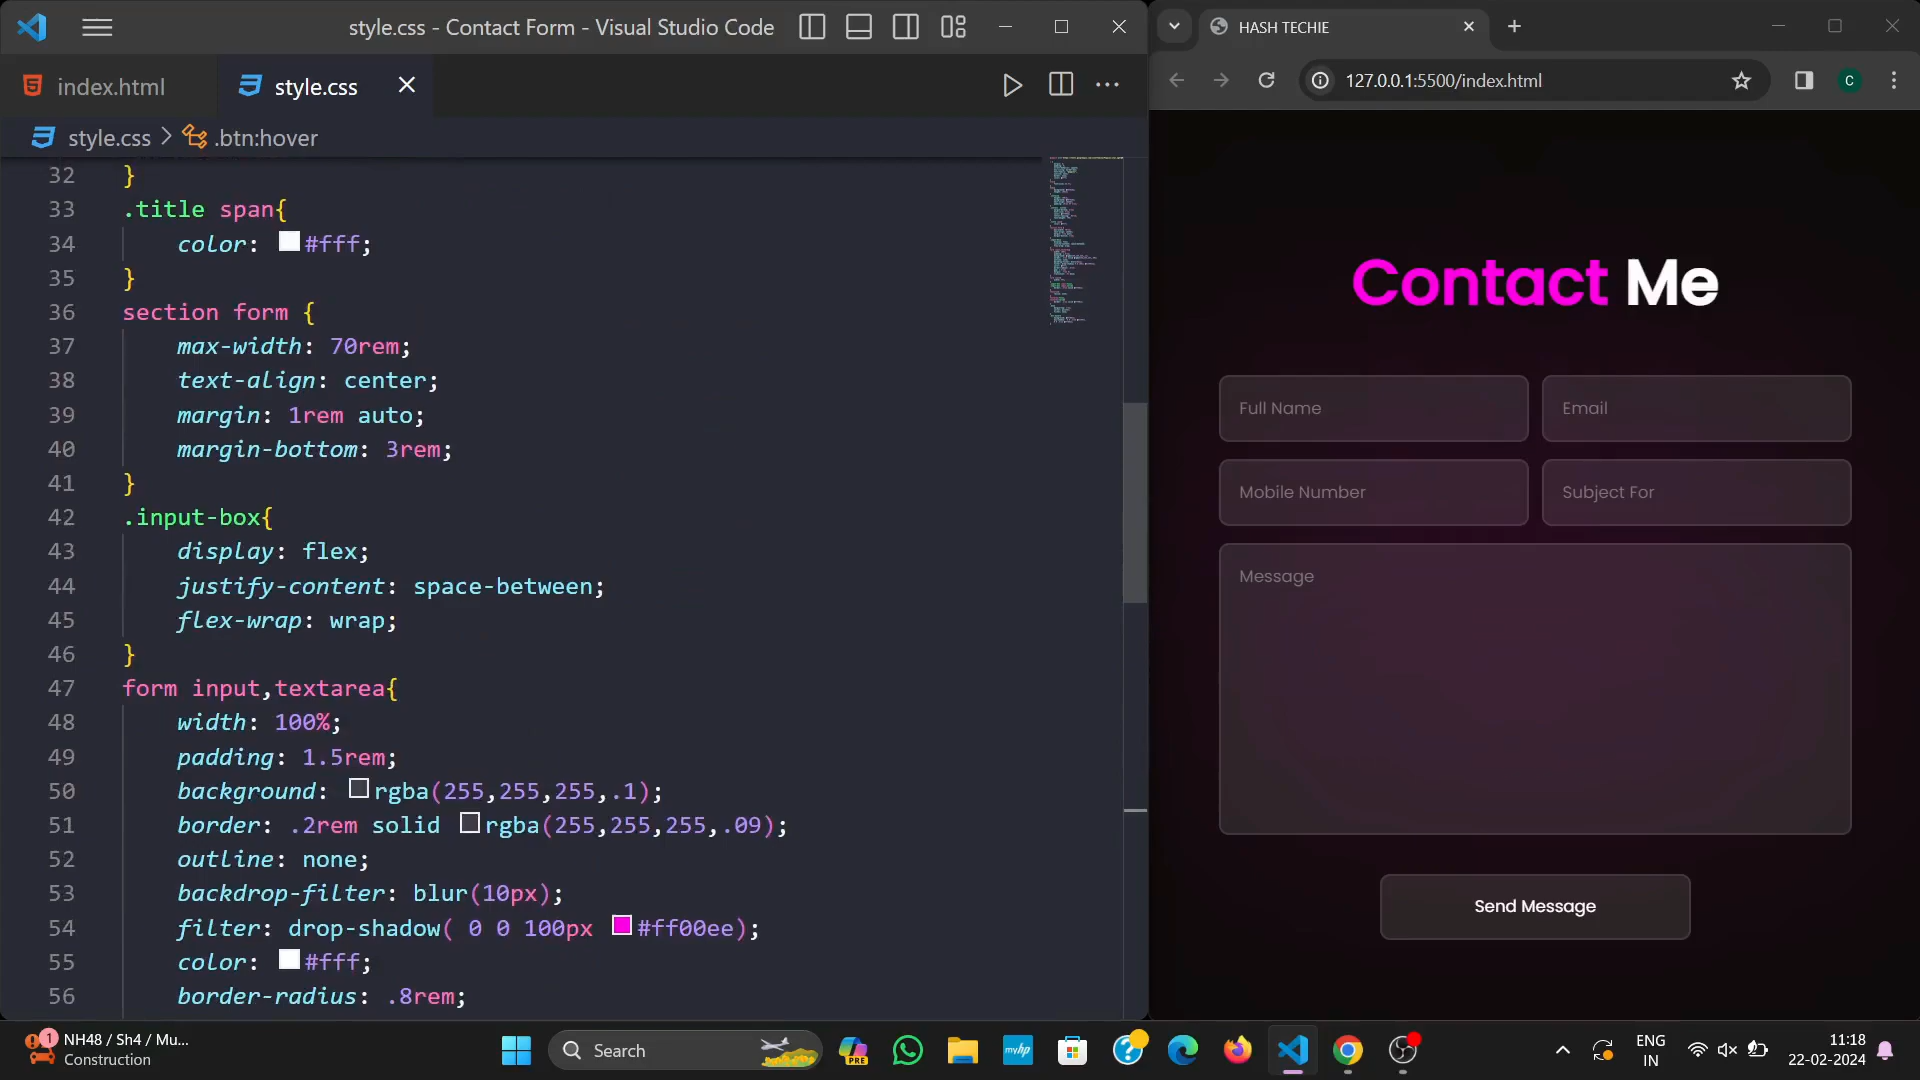 style.css - Contact Form - Visual Studio Code
index.html
style.css
style.css > .btn:hover
32 }
33 .title span{
34 color: #fff;
35 }
36 section form {
37 max-width: 70rem;
38 text-align: center;
39 margin: 1rem auto;
40 margin-bottom: 3rem;
41 }
42 .input-box{
43 display: flex;
44 justify-content: space-between;
45 flex-wrap: wrap;
46 }
47 form input,textarea{
48 width: 100%;
49 padding: 1.5rem;
50 background: rgba(255,255,255,.1);
51 border: .2rem solid rgba(255,255,255,.09);
52 outline: none;
53 backdrop-filter: blur(10px);
54 filter: drop-shadow( 0 0 100px #ff00ee);
55 color: #fff;
56 border-radius: .8rem;
HASH TECHIE
127.0.0.1:5500/index.html
C
Contact Me
Full Name
Email
Mobile Number
Subject For
Message
Send Message
1
NH48 / Sh4 / Mu...
Construction
Search
PRE
myhp
ENG
IN
11:18
22-02-2024